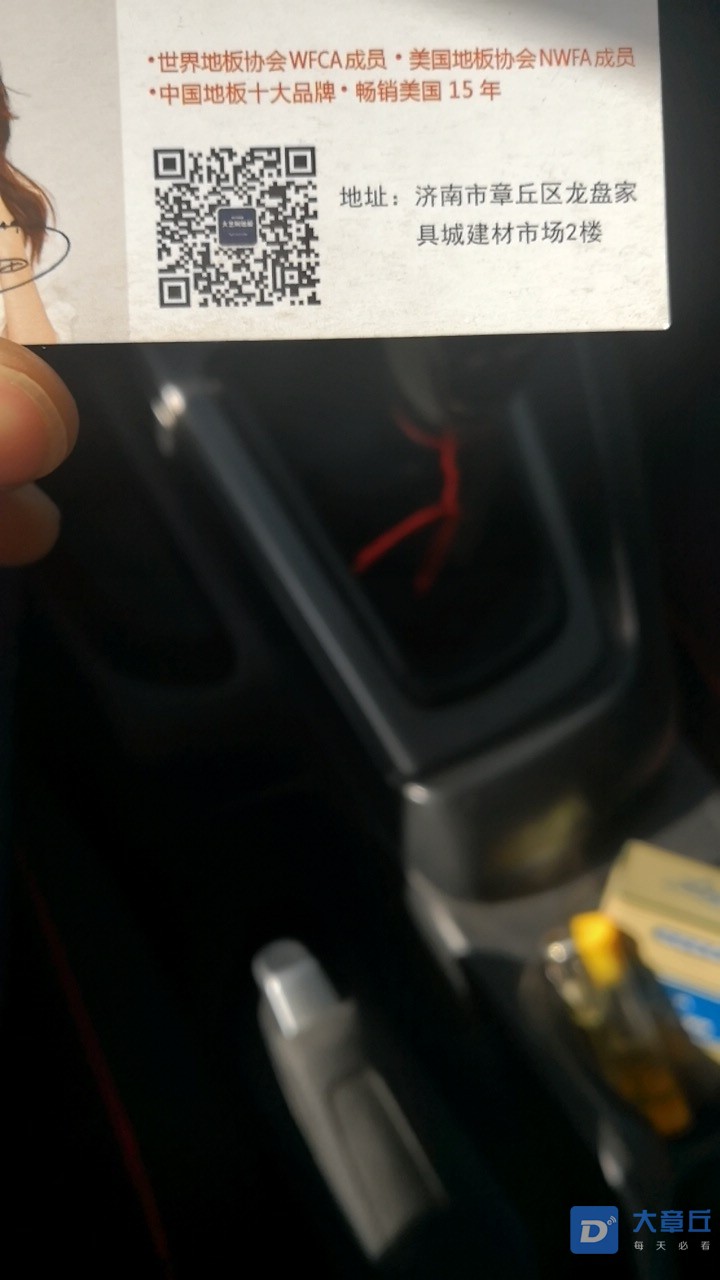 •世界地板协会WFCA成员•美国地板协会NWFA成员
•中国地板十大品牌•畅销美国 15 年
地址：济南市章丘区龙盘家
具城建材市场2楼
大章丘
每天必看